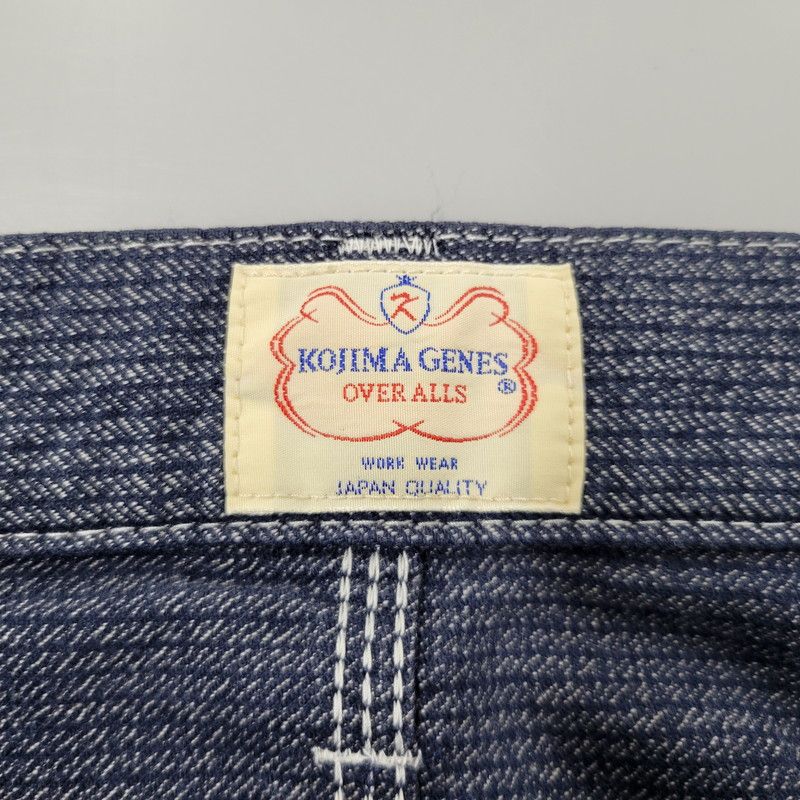 K
KOJIMA GENES
®
OVER ALLS
WORK WEAR
JAPAN QUALITY